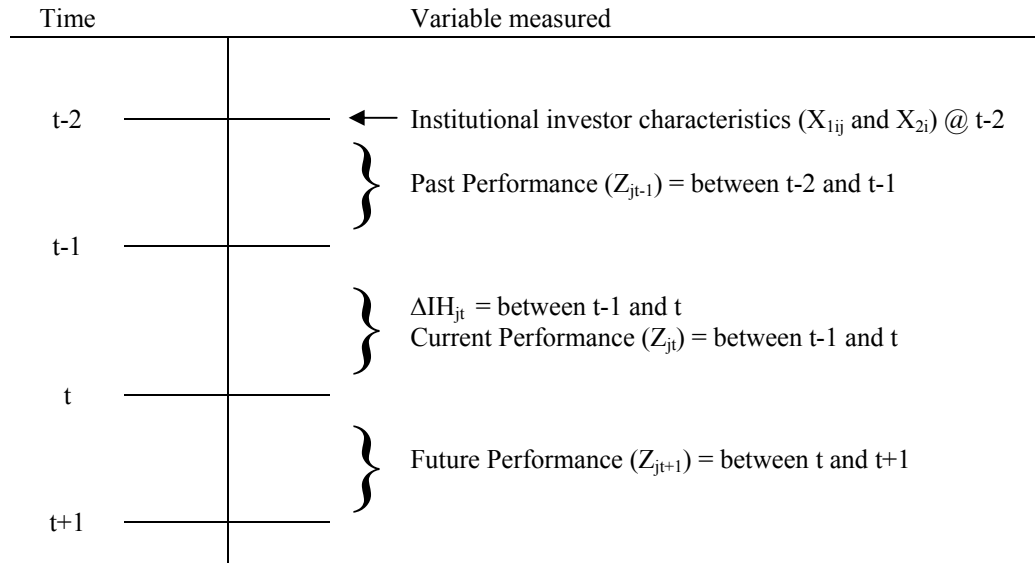 Time Variable measured
t-2 Institutional investor characteristics (X1ij and X2i) @ t-2
Past Performance (Zjt-1) = between t-2 and t-1
t-1
ΔIHjt = between t-1 and t
Current Performance (Zjt) = between t-1 and t
t
Future Performance (Zjt+1) = between t and t+1
t+1